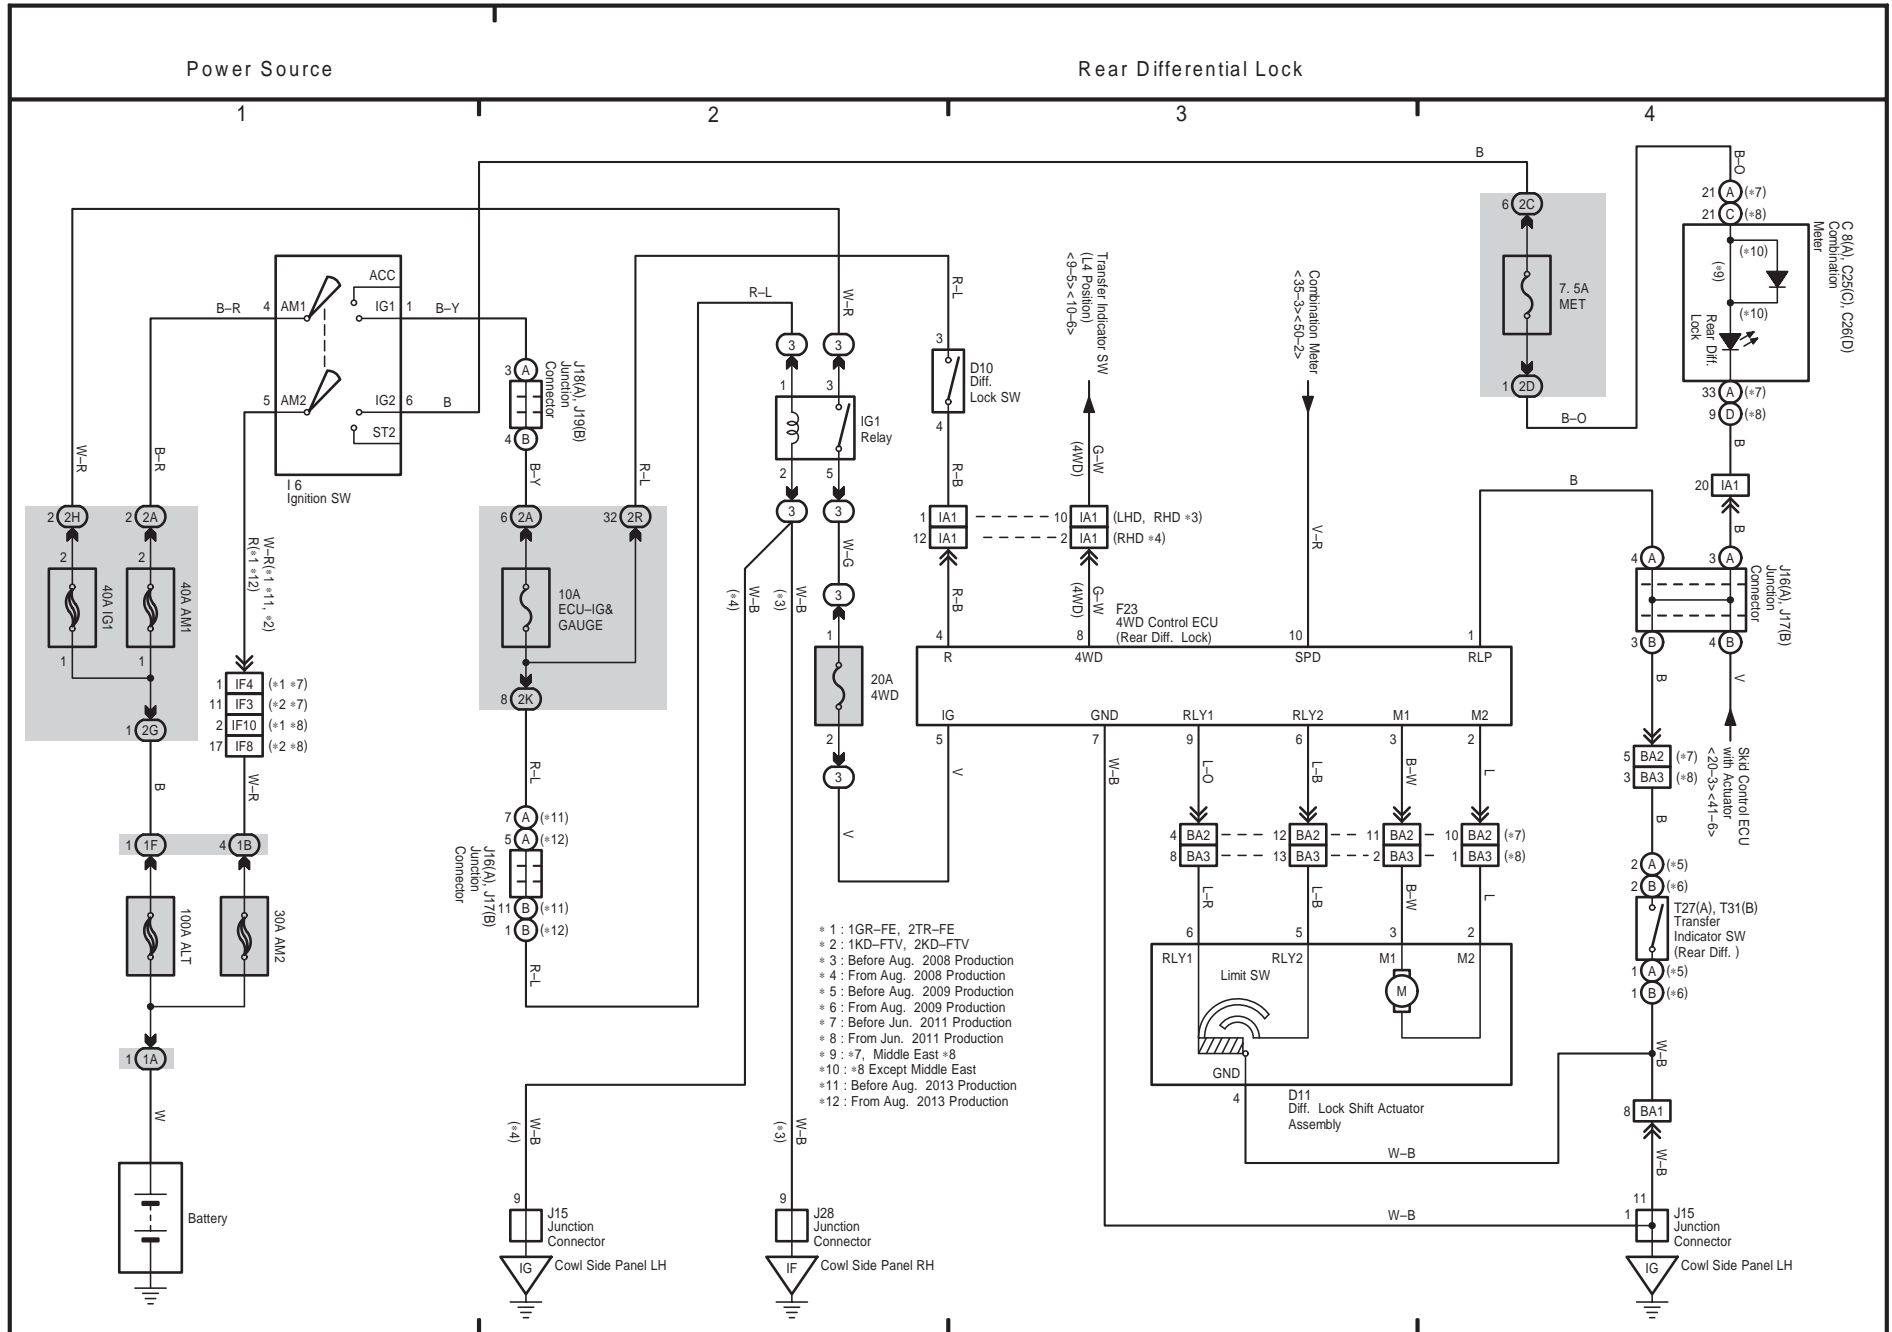 Power Source
Rear Differential Lock
1
2
3
4
B
B–O
21 A (*7)
21 C (*8)
6 2C
C 8(A), C25(C), C26(D)
Combination
Meter
(*10)
(*9)
(*10)
Rear Diff.
Lock
7. 5A
MET
1 2D
B–O
33 A (*7)
9 D (*8)
B
20 IA1
B
ACC
4 AM1
IG1 1
B–R
B–Y
5 AM2
IG2 6
B
ST2
I 6
Ignition SW
W–R
B–R
W–R(*1 *11, *2)
R(*1 *12)
2 2H
2 2A
2
2
40A IG1
40A AM1
1
1
1 2G
1 IF4 (*1 *7)
11 IF3 (*2 *7)
2 IF10 (*1 *8)
17 IF8 (*2 *8)
B
W–R
1 1F
4 1B
100A ALT
30A AM2
1 1A
W
Battery
3 A
J18(A), J19(B)
Junction
Connector
4 B
B–Y
R–L
6 2A
32 2R
10A
ECU–IG&
GAUGE
8 2K
R–L
7 A (*11)
5 A (*12)
J16(A), J17(B)
Junction
Connector
11 B (*11)
1 B (*12)
R–L
R–L
W–R
3
3
1
3
IG1
Relay
2
5
3
3
W–G
W–B
(*4)
W–B
(*3)
3
1
20A
4WD
2
3
V
V
R–L
3
D10
Diff.
Lock SW
4
R–B
Transfer Indicator SW
(L4 Position)
<9–5><10–6>
G–W
(4WD)
Combination Meter
<35–3><50–2>
V–R
1 IA1
10 IA1 (LHD, RHD *3)
12 IA1
2 IA1 (RHD *4)
R–B
G–W
(4WD)
F23
4WD Control ECU
(Rear Diff. Lock)
4
8
10
1
R
4WD
SPD
RLP
IG
GND
RLY1
RLY2
M1
M2
5
7
9
6
3
2
W–B
L–O
L–B
B–W
L
4 BA2
12 BA2
11 BA2
10 BA2 (*7)
8 BA3
13 BA3
2 BA3
1 BA3 (*8)
L–R
L–B
B–W
L
6
5
3
2
RLY1
RLY2
M1
M2
Limit SW
M
GND
4
D11
Diff. Lock Shift Actuator
Assembly
W–B
W–B
B
4 A
3 A
J16(A), J17(B)
Junction
Connector
3 B
4 B
B
V
Skid Control ECU
with Actuator
<20–3><41–6>
5 BA2 (*7)
3 BA3 (*8)
B
2 A (*5)
2 B (*6)
T27(A), T31(B)
Transfer
Indicator SW
(Rear Diff. )
1 A (*5)
1 B (*6)
W–B
8 BA1
W–B
11
1
J15
Junction
Connector
IG
Cowl Side Panel LH
* 1 : 1GR–FE, 2TR–FE
* 2 : 1KD–FTV, 2KD–FTV
* 3 : Before Aug. 2008 Production
* 4 : From Aug. 2008 Production
* 5 : Before Aug. 2009 Production
* 6 : From Aug. 2009 Production
* 7 : Before Jun. 2011 Production
* 8 : From Jun. 2011 Production
* 9 : *7, Middle East *8
*10 : *8 Except Middle East
*11 : Before Aug. 2013 Production
*12 : From Aug. 2013 Production
W–B
(*4)
W–B
(*3)
9
J15
Junction
Connector
IG
Cowl Side Panel LH
9
J28
Junction
Connector
IF
Cowl Side Panel RH